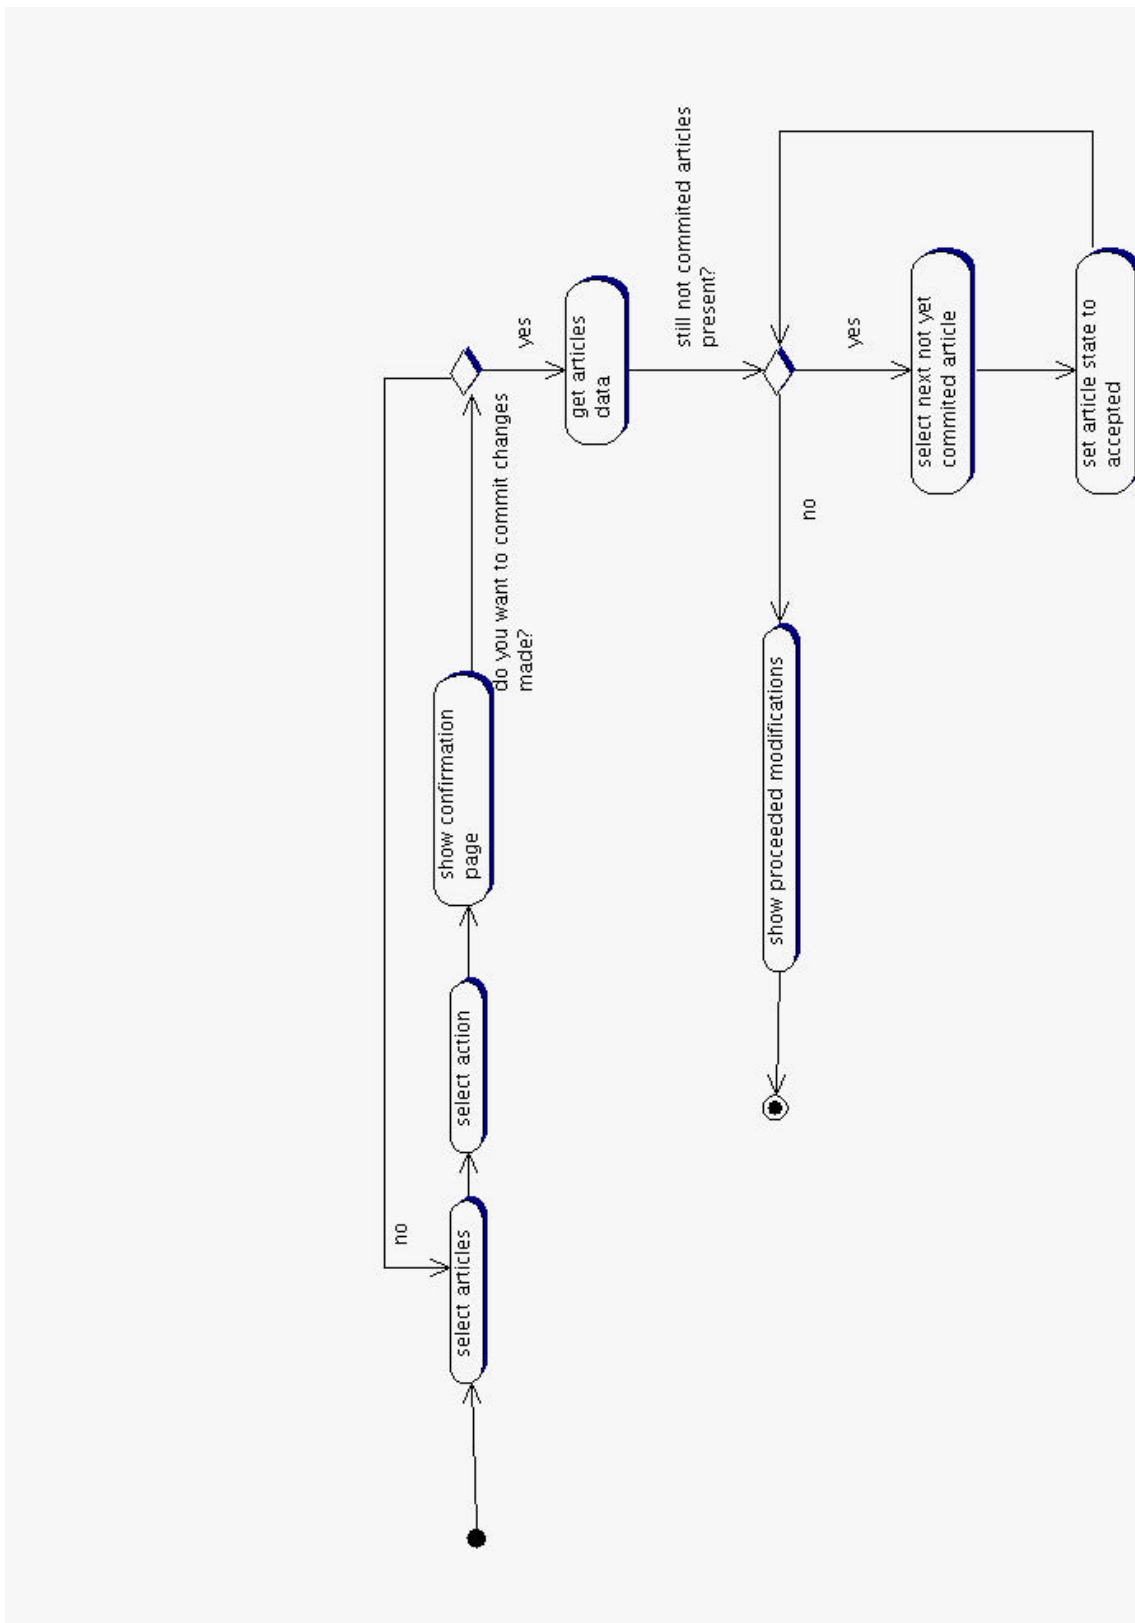 no
select articles
select action
show confirmation
page
do you want to commit changes
made?
yes
get articles
data
still not commited articles
present?
yes
no
show proceeded modifications
select next not yet
commited article
set article state to
accepted